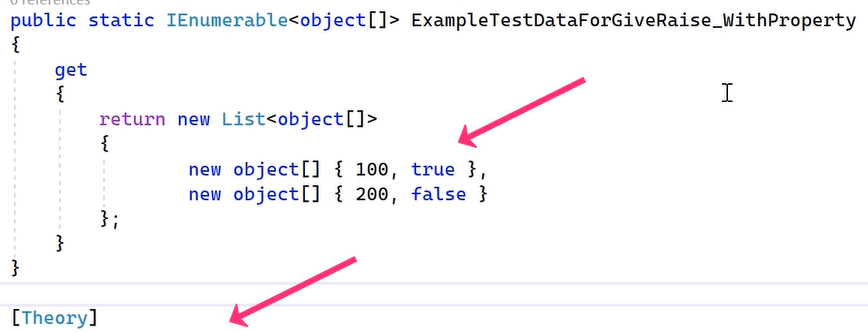 0 references
public static IEnumerable<object[]> ExampleTestDataForGiveRaise_WithProperty
{
get
{
return new List<object[]>
{
new object[] { 100, true },
new object[] { 200, false }
};
}
}
[Theory]